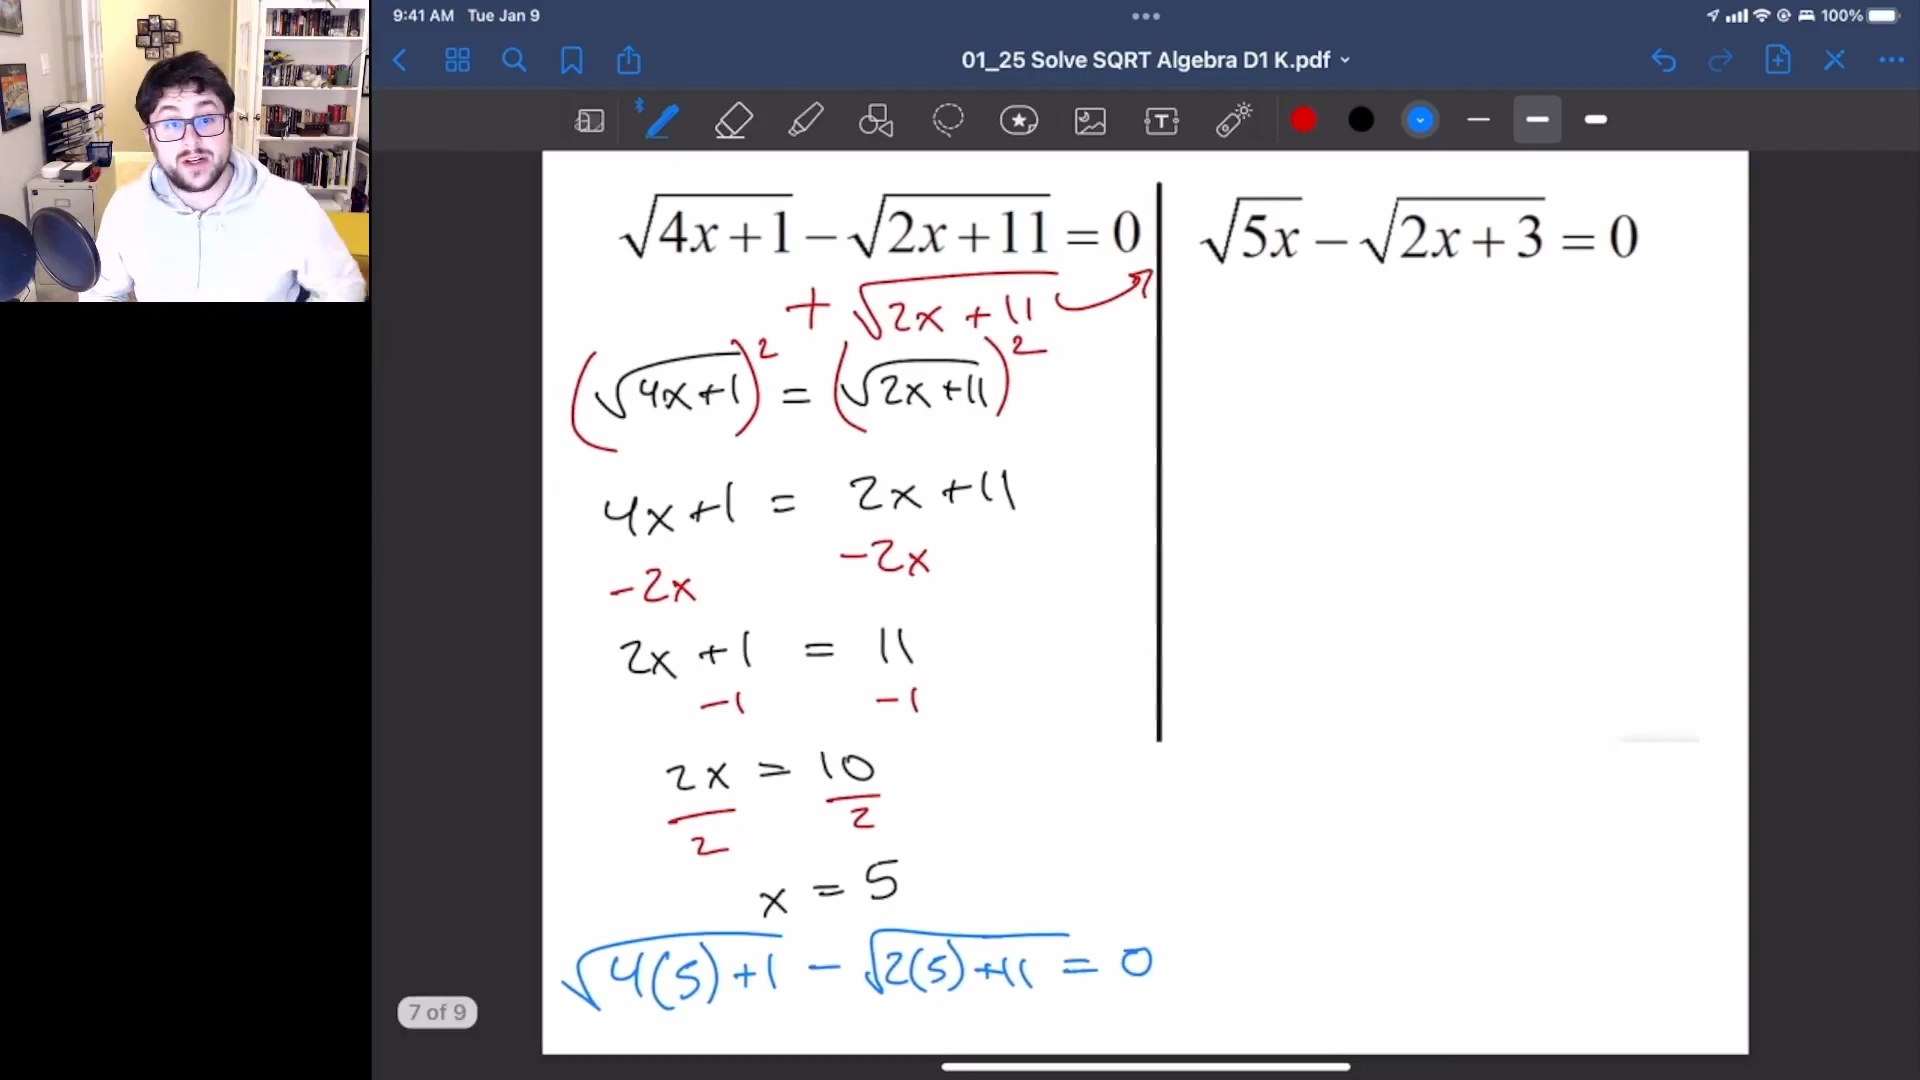 9:41 AM Tue Jan 9
100%
01_25 Solve SQRT Algebra D1 K.pdf
T
√(4x+1) − √(2x+11) = 0
+ √(2x+11)
(√(4x+1))² = (√(2x+11))²
4x+1 = 2x+11
-2x -2x
2x+1 = 11
-1 -1
2x = 10
2 2
x = 5
√(4(5)+1) - √(2(5)+11) = 0
√(5x) − √(2x+3) = 0
7 of 9